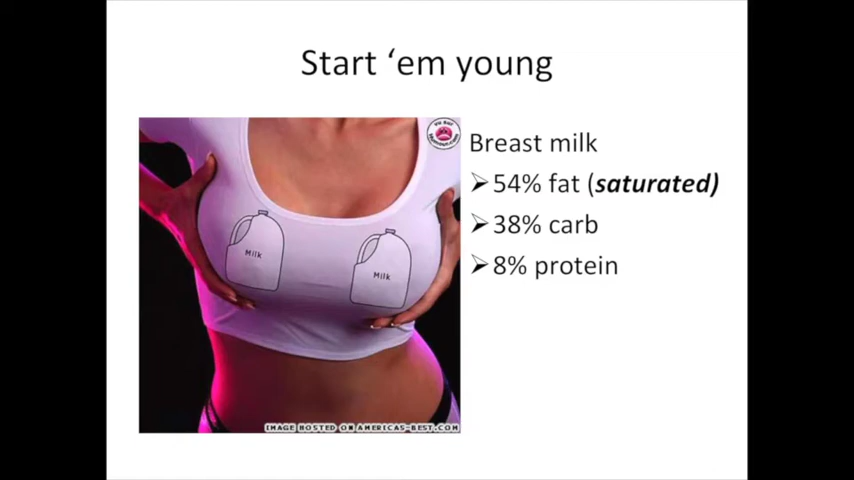 Start ‘em young
Breast milk
➢54% fat (saturated)
➢38% carb
➢8% protein
Milk
Milk
IMAGE HOSTED ON AMERICAS-BEST.COM